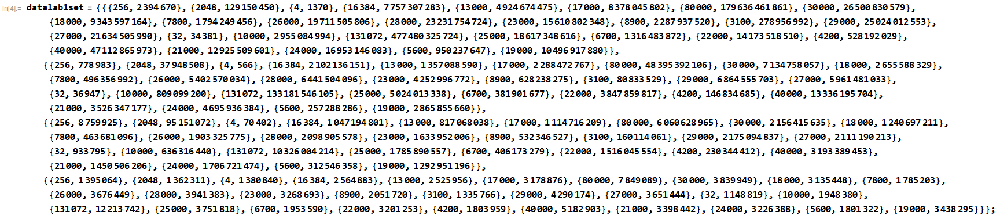 In[4]:= datalab1set = {{{256, 2394670}, {2048, 129150450}, {4, 1370}, {16384, 7757307283}, {13000, 4924674475}, {17000, 8378045802}, {80000, 179636461861}, {30000, 26500830579},
{18000, 9343597164}, {7800, 1794249456}, {26000, 19711505806}, {28000, 23231754724}, {23000, 15610802348}, {8900, 2287937520}, {3100, 278956992}, {29000, 25024012553},
{27000, 21634505990}, {32, 34381}, {10000, 2955084994}, {131072, 477480325724}, {25000, 18617348616}, {6700, 1316483872}, {22000, 14173518510}, {4200, 528192029},
{40000, 47112865973}, {21000, 12925509601}, {24000, 16953146083}, {5600, 950237647}, {19000, 10496917880}},
{{256, 778983}, {2048, 37948508}, {4, 566}, {16384, 2102136151}, {13000, 1357088590}, {17000, 2288472767}, {80000, 48395392106}, {30000, 7134758057}, {18000, 2655588329},
{7800, 496356992}, {26000, 5402570034}, {28000, 6441504096}, {23000, 4252996772}, {8900, 628238275}, {3100, 80833529}, {29000, 6864555703}, {27000, 5961481033},
{32, 36947}, {10000, 809099200}, {131072, 133181546105}, {25000, 5024013338}, {6700, 381901677}, {22000, 3847859817}, {4200, 146834685}, {40000, 13336195704},
{21000, 3526347177}, {24000, 4695936384}, {5600, 257288286}, {19000, 2865855660}},
{{256, 8759925}, {2048, 95151072}, {4, 70402}, {16384, 1047194801}, {13000, 817068038}, {17000, 1114716209}, {80000, 6060628965}, {30000, 2156415635}, {18000, 1240697211},
{7800, 463681096}, {26000, 1903325775}, {28000, 2098905578}, {23000, 1633952006}, {8900, 532346527}, {3100, 160114061}, {29000, 2175094837}, {27000, 2111190213},
{32, 933795}, {10000, 636316440}, {131072, 10326004214}, {25000, 1785890557}, {6700, 406173279}, {22000, 1516045554}, {4200, 230344412}, {40000, 3193389453},
{21000, 1450506206}, {24000, 1706721474}, {5600, 312546358}, {19000, 1292951196}},
{{256, 1395064}, {2048, 1362311}, {4, 1380840}, {16384, 2564883}, {13000, 2525956}, {17000, 3178876}, {80000, 7849089}, {30000, 3839949}, {18000, 3135448}, {7800, 1785203},
{26000, 3676449}, {28000, 3941383}, {23000, 3268693}, {8900, 2051720}, {3100, 1335766}, {29000, 4290174}, {27000, 3651444}, {32, 1148819}, {10000, 1948380},
{131072, 12213742}, {25000, 3751818}, {6700, 1953590}, {22000, 3201253}, {4200, 1803959}, {40000, 5182903}, {21000, 3398442}, {24000, 3226388}, {5600, 1801322}, {19000, 3438295}}};